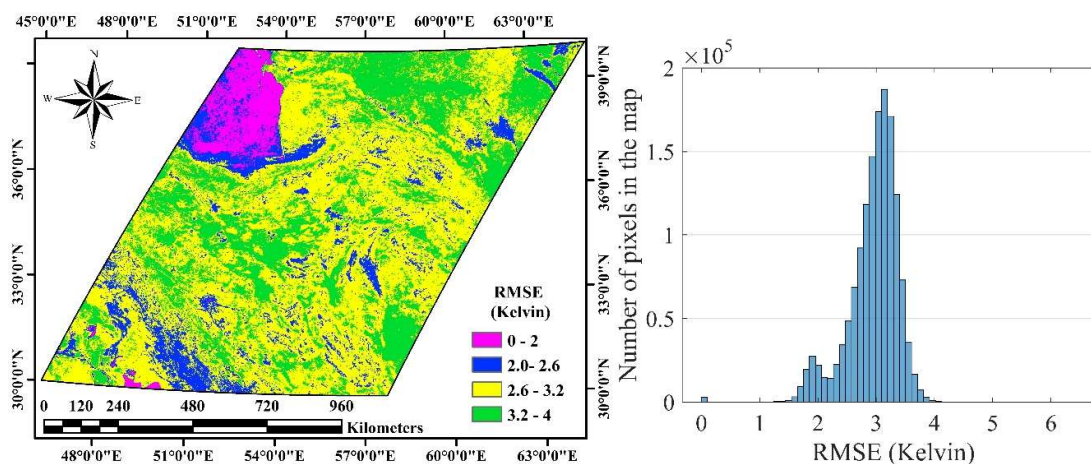 45°0'0"E 48°0'0"E 51°0'0"E 54°0'0"E 57°0'0"E 60°0'0"E 63°0'0"E
N
W E
S
36°0'0"N
33°0'0"N
30°0'0"N
39°0'0"N
36°0'0"N
33°0'0"N
30°0'0"N
RMSE
(Kelvin)
0 - 2
2.0- 2.6
2.6 - 3.2
3.2 - 4
0 120 240 480 720 960
Kilometers
48°0'0"E 51°0'0"E 54°0'0"E 57°0'0"E 60°0'0"E 63°0'0"E
×10⁵
2
1.5
1
0.5
0
Number of pixels in the map
0 1 2 3 4 5 6
RMSE (Kelvin)